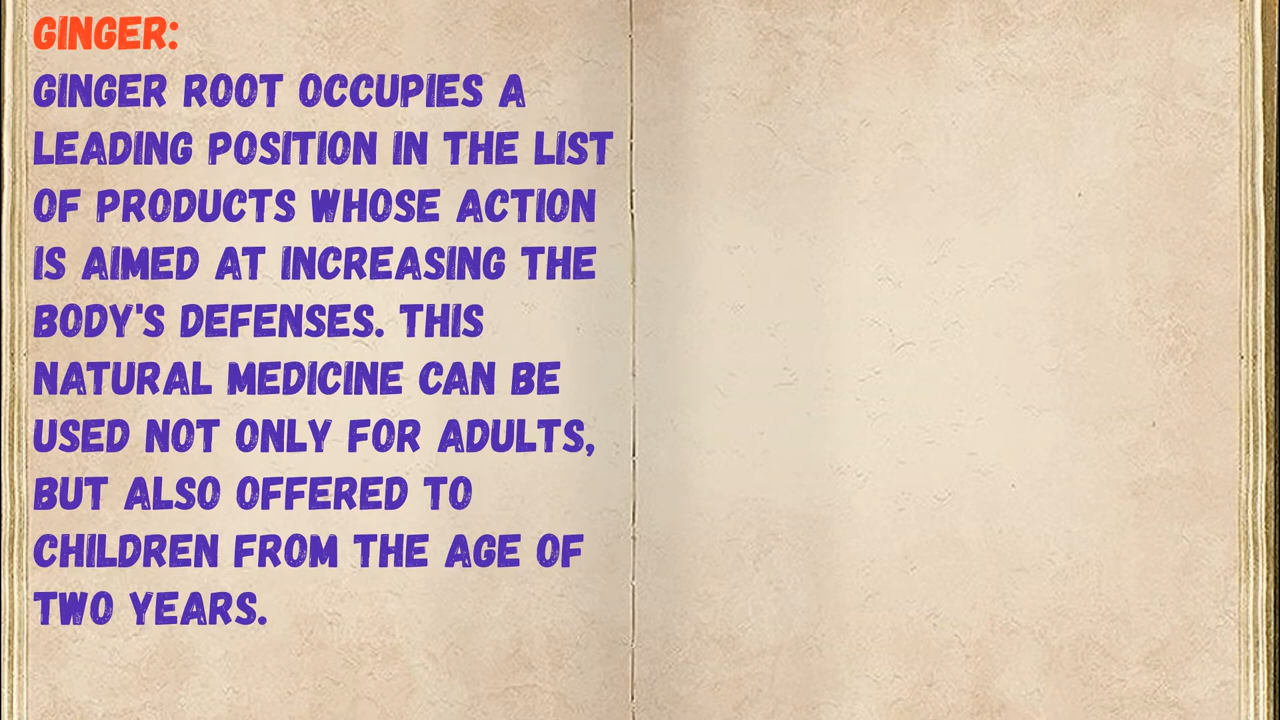 GINGER:
GINGER ROOT OCCUPIES A
LEADING POSITION IN THE LIST
OF PRODUCTS WHOSE ACTION
IS AIMED AT INCREASING THE
BODY'S DEFENSES. THIS
NATURAL MEDICINE CAN BE
USED NOT ONLY FOR ADULTS,
BUT ALSO OFFERED TO
CHILDREN FROM THE AGE OF
TWO YEARS.